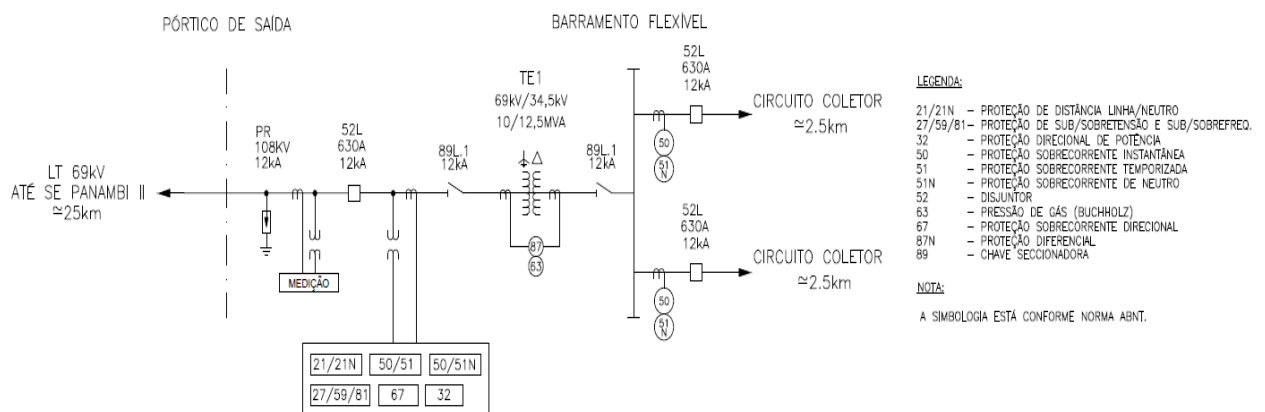 PÓRTICO DE SAÍDA
BARRAMENTO FLEXÍVEL
LT 69kV
ATÉ SE PANAMBI II
≃25km
PR
108KV
12kA
52L
630A
12kA
89L.1
12kA
TE1
69kV/34,5kV
10/12,5MVA
89L.1
12kA
52L
630A
12kA
CIRCUITO COLETOR
≃2.5km
50
51
N
52L
630A
12kA
CIRCUITO COLETOR
≃2.5km
50
51
N
87
63
MEDIÇÃO
21/21N
50/51
50/51N
27/59/81
67
32
LEGENDA:
21/21N – PROTEÇÃO DE DISTÂNCIA LINHA/NEUTRO
27/59/81– PROTEÇÃO DE SUB/SOBRETENSÃO E SUB/SOBREFREQ.
32 – PROTEÇÃO DIRECIONAL DE POTÊNCIA
50 – PROTEÇÃO SOBRECORRENTE INSTANTÂNEA
51 – PROTEÇÃO SOBRECORRENTE TEMPORIZADA
51N – PROTEÇÃO SOBRECORRENTE DE NEUTRO
52 – DISJUNTOR
63 – PRESSÃO DE GÁS (BUCHHOLZ)
67 – PROTEÇÃO SOBRECORRENTE DIRECIONAL
87N – PROTEÇÃO DIFERENCIAL
89 – CHAVE SECCIONADORA
NOTA:
A SIMBOLOGIA ESTÁ CONFORME NORMA ABNT.